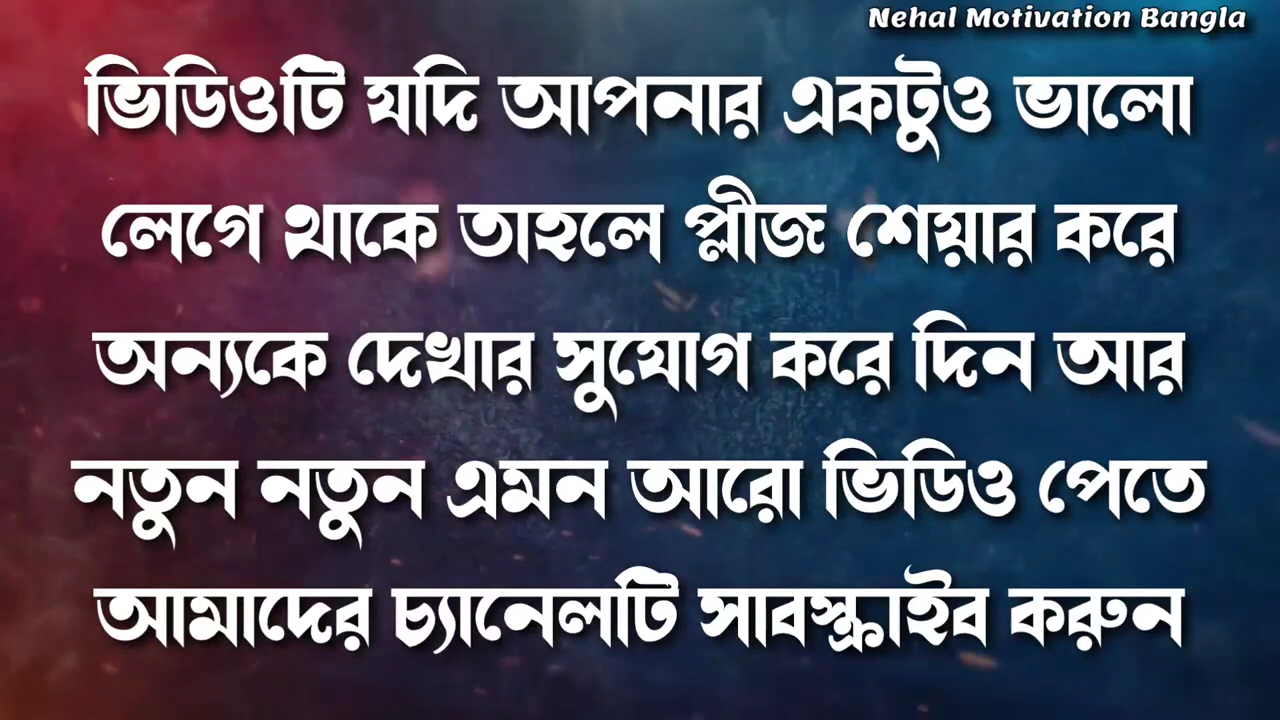 Nehal Motivation Bangla
ভিডিওটি যদি আপনার একটুও ভালো
লেগে থাকে তাহলে প্লীজ শেয়ার করে
অন্যকে দেখার সুযোগ করে দিন আর
নতুন নতুন এমন আরো ভিডিও পেতে
আমাদের চ্যানেলটি সাবস্ক্রাইব করুন